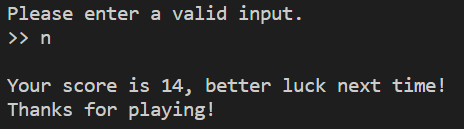 Please enter a valid input.
>> n
Your score is 14, better luck next time!
Thanks for playing!